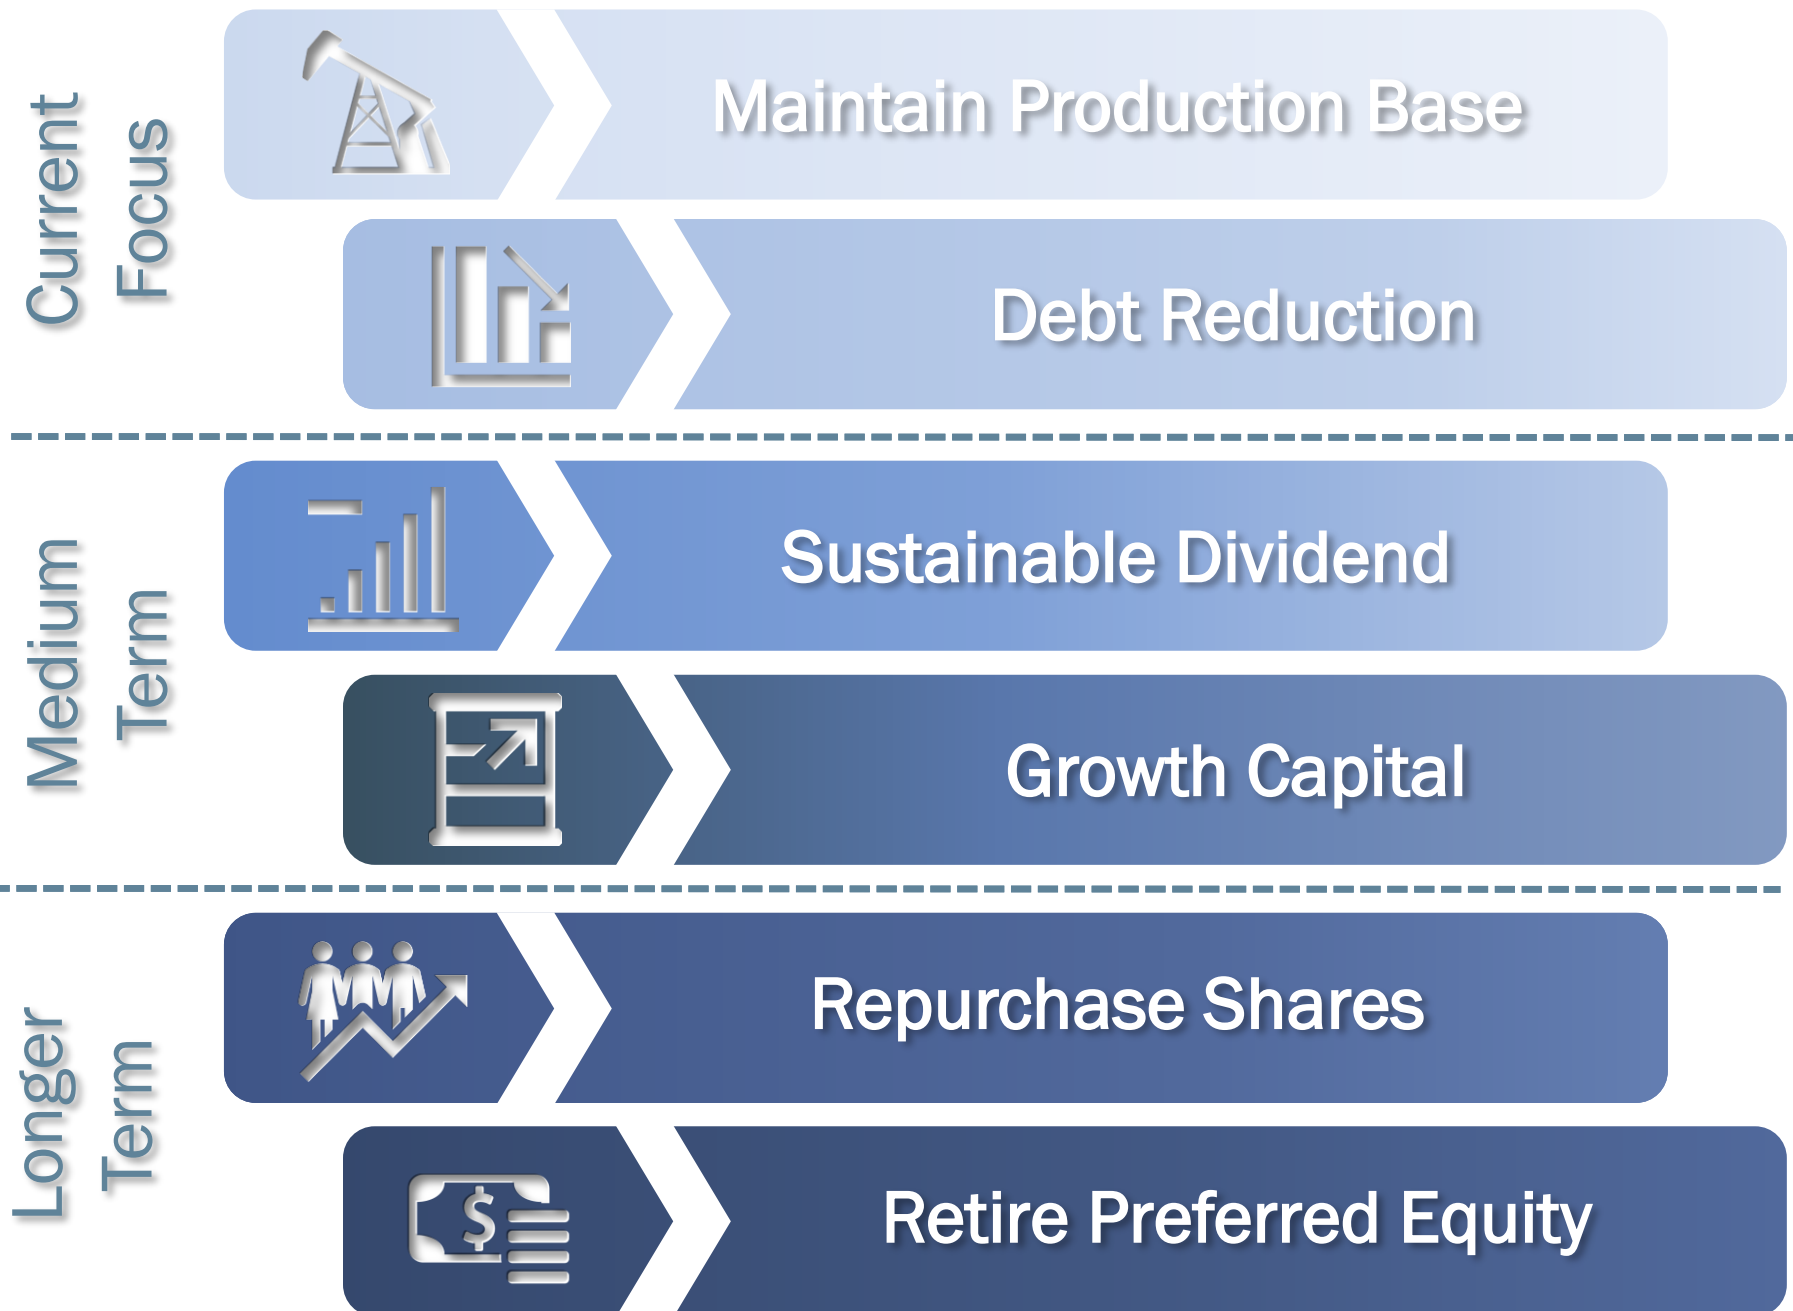 Current
Focus
Maintain Production Base
Debt Reduction
Medium
Term
Sustainable Dividend
Growth Capital
Longer
Term
Repurchase Shares
$
Retire Preferred Equity